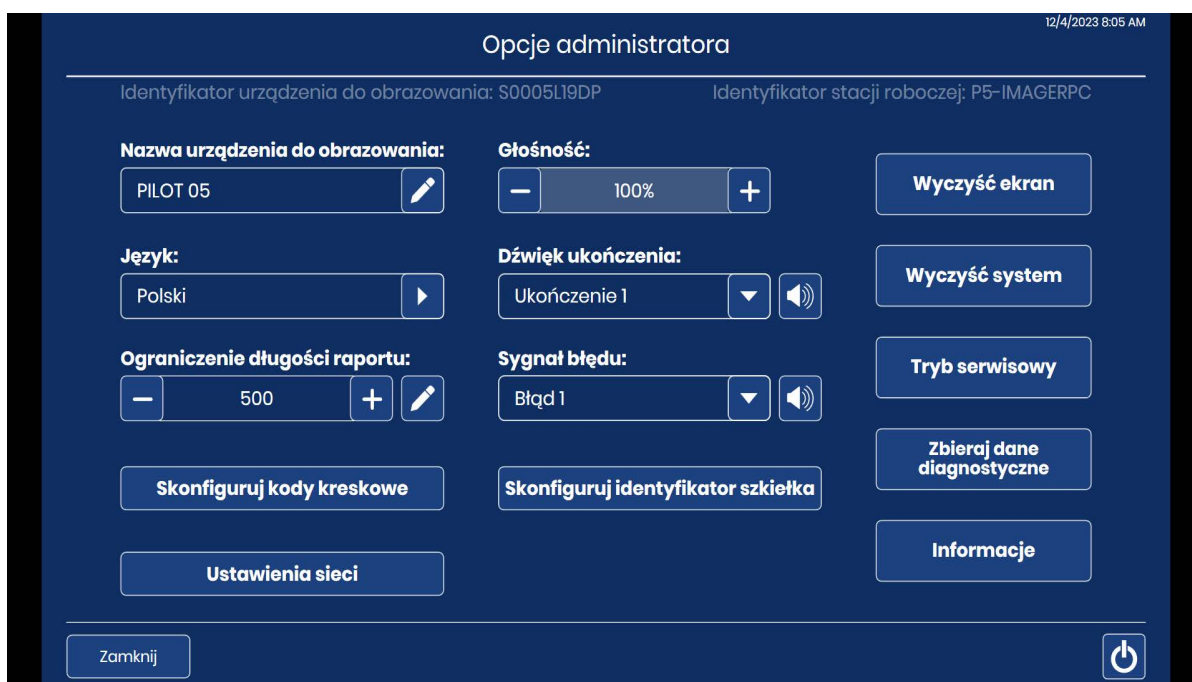 12/4/2023 8:05 AM
Opcje administratora
Identyfikator urządzenia do obrazowania: S0005L19DP
Identyfikator stacji roboczej: P5-IMAGERPC
Nazwa urządzenia do obrazowania:
PILOT 05
Głośność:
100%
Wyczyść ekran
Język:
Polski
Dźwięk ukończenia:
Ukończenie 1
Wyczyść system
Ograniczenie długości raportu:
500
Sygnał błędu:
Błąd 1
Tryb serwisowy
Zbieraj dane
diagnostyczne
Skonfiguruj kody kreskowe
Skonfiguruj identyfikator szkiełka
Informacje
Ustawienia sieci
Zamknij